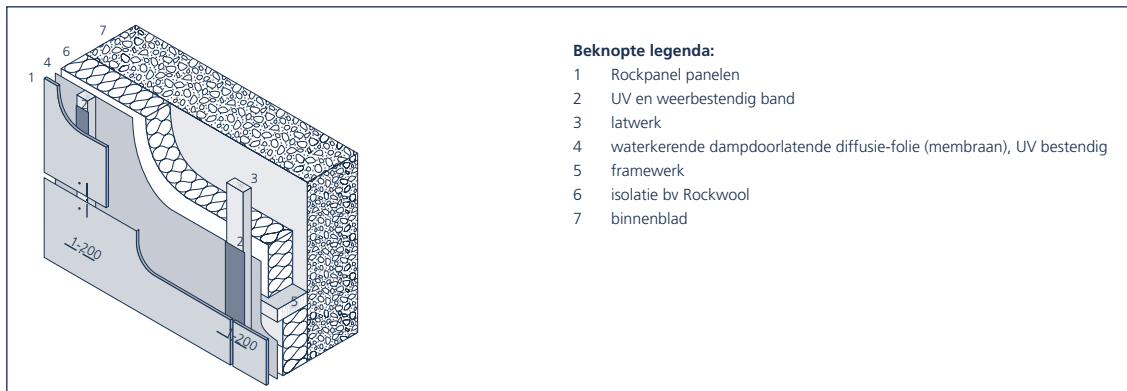 7
6
4
1
3
2
5
1-200
1-200
Beknopte legenda:
1 Rockpanel panelen
2 UV en weerbestendig band
3 latwerk
4 waterkerende dampdoorlatende diffusie-folie (membraan), UV bestendig
5 framewerk
6 isolatie bv Rockwool
7 binnenblad